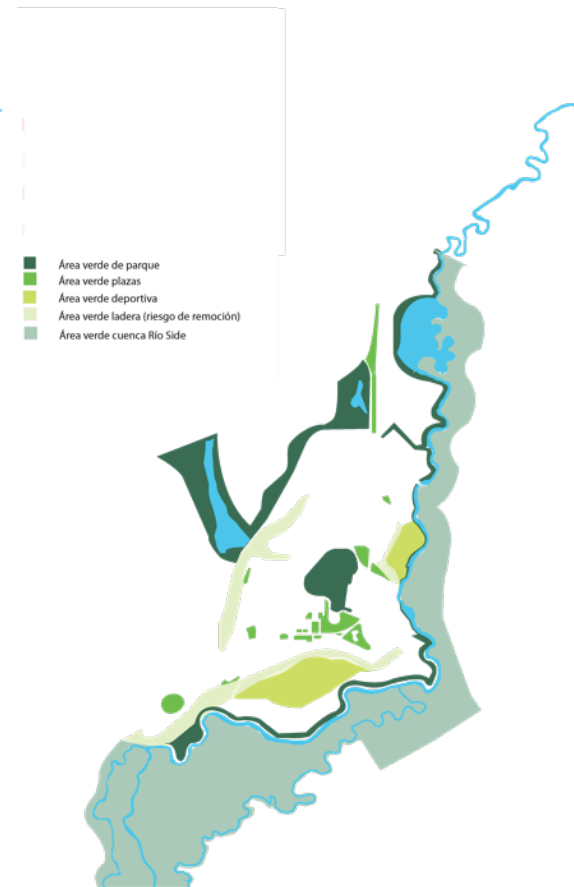 Área verde de parque
Área verde plazas
Área verde deportiva
Área verde ladera (riesgo de remoción)
Área verde cuenca Río Side